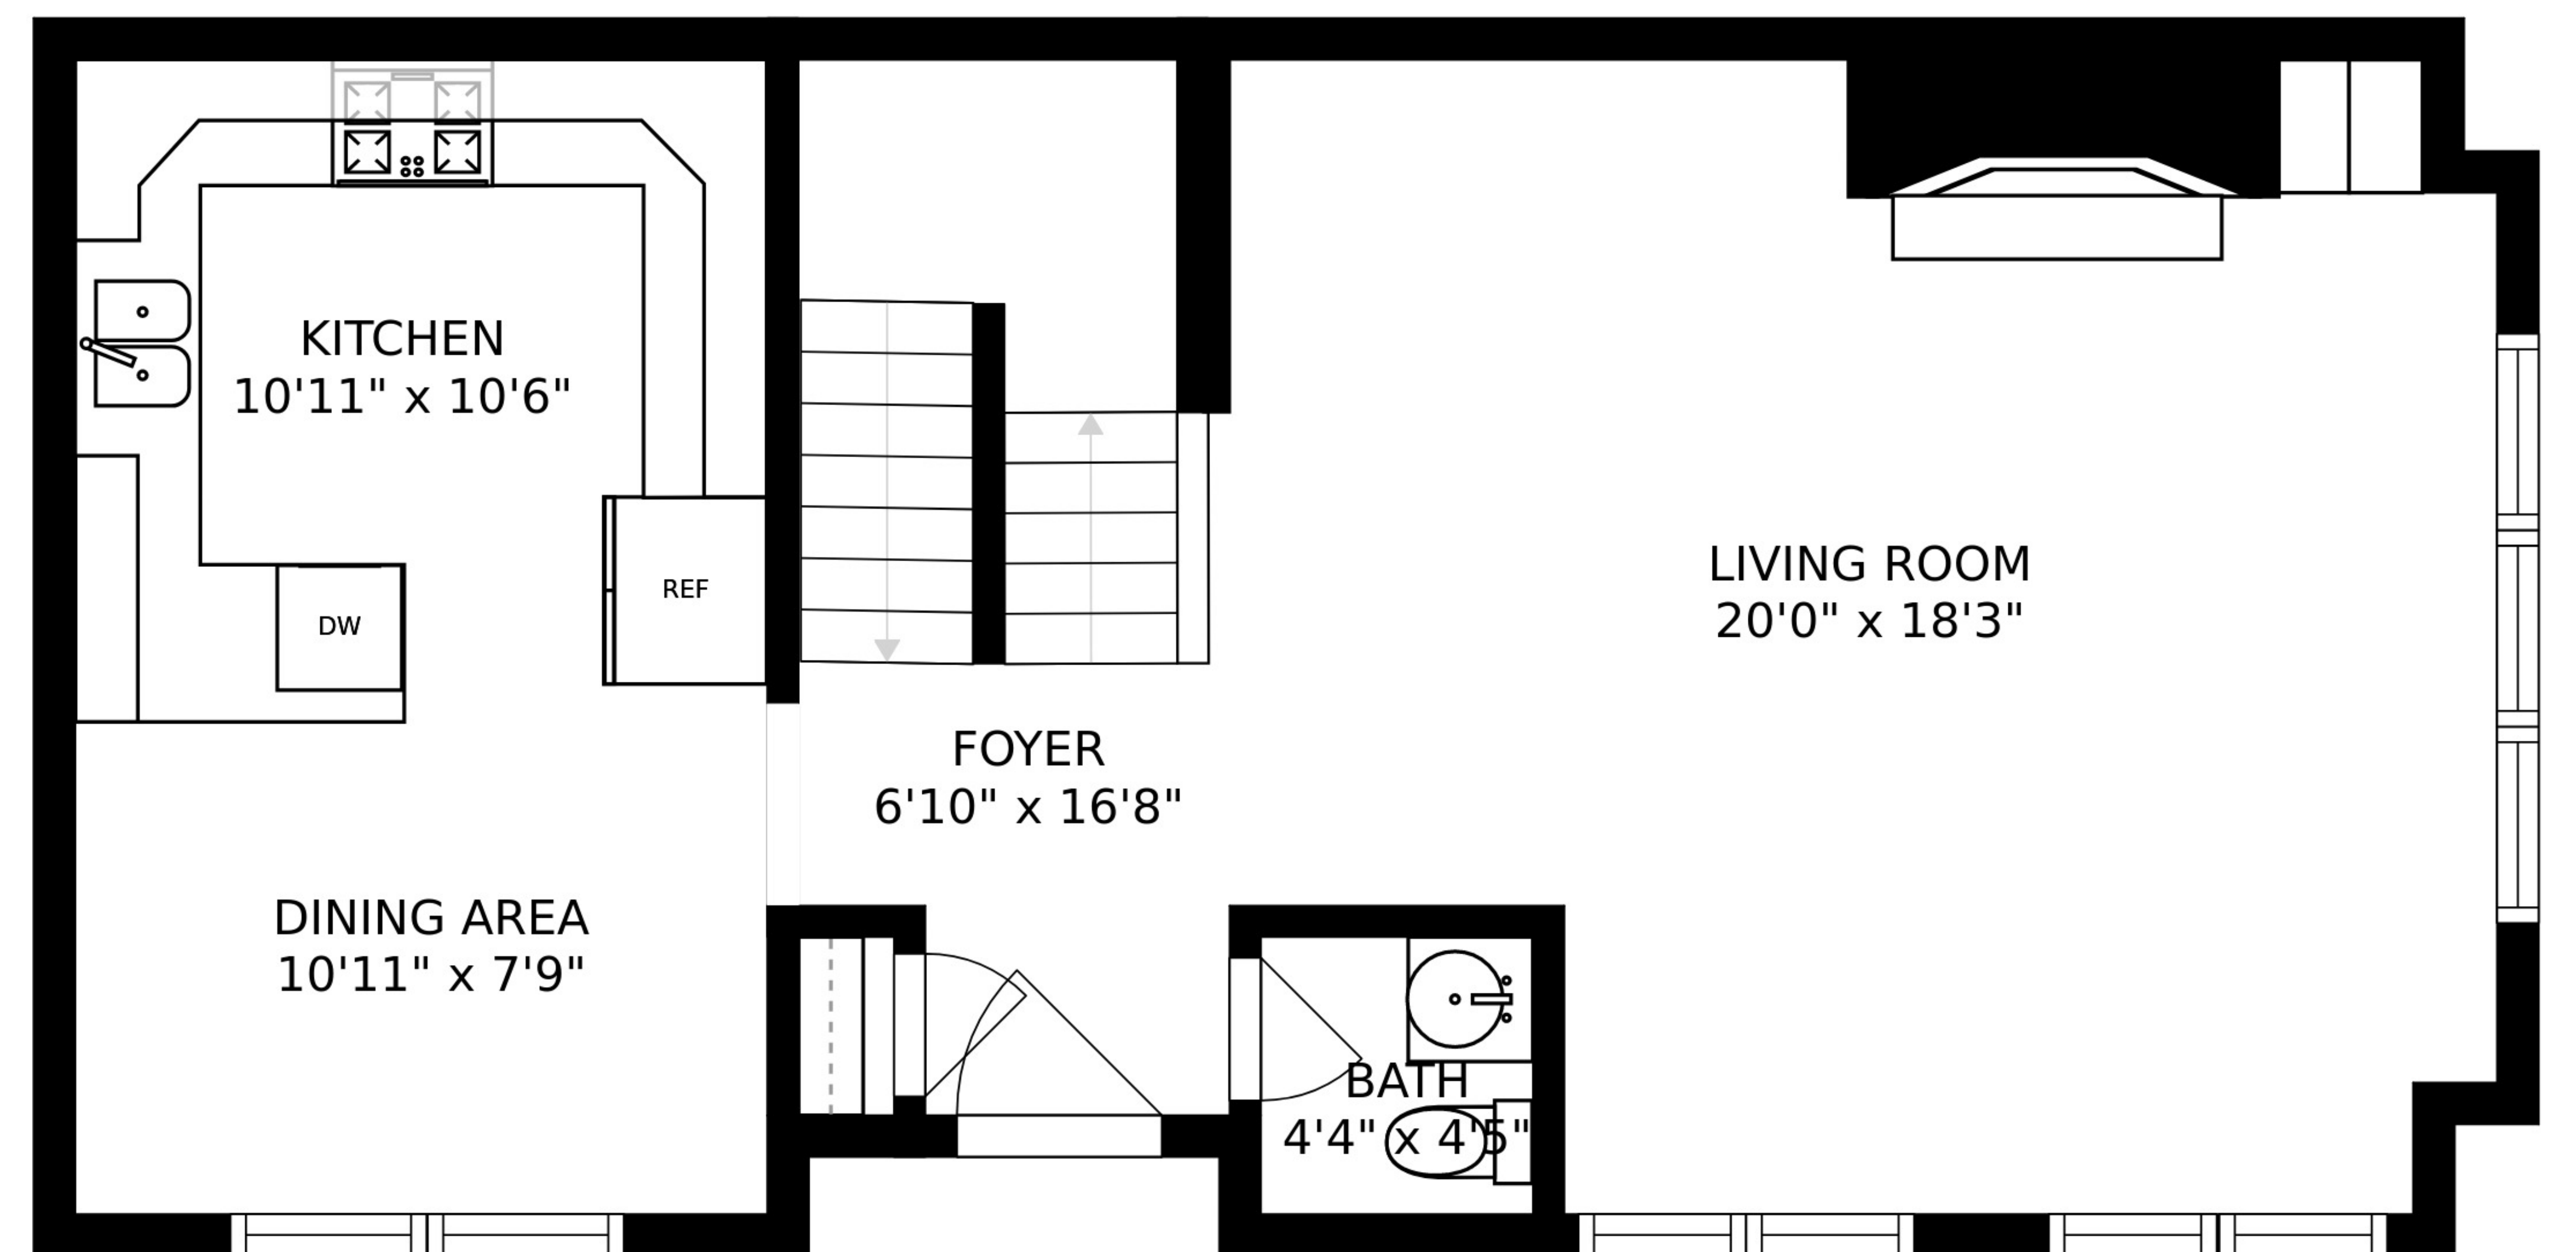 KITCHEN
10'11" x 10'6"
REF
DW
LIVING ROOM
20'0" x 18'3"
FOYER
6'10" x 16'8"
DINING AREA
10'11" x 7'9"
BATH
4'4" x 4'5"